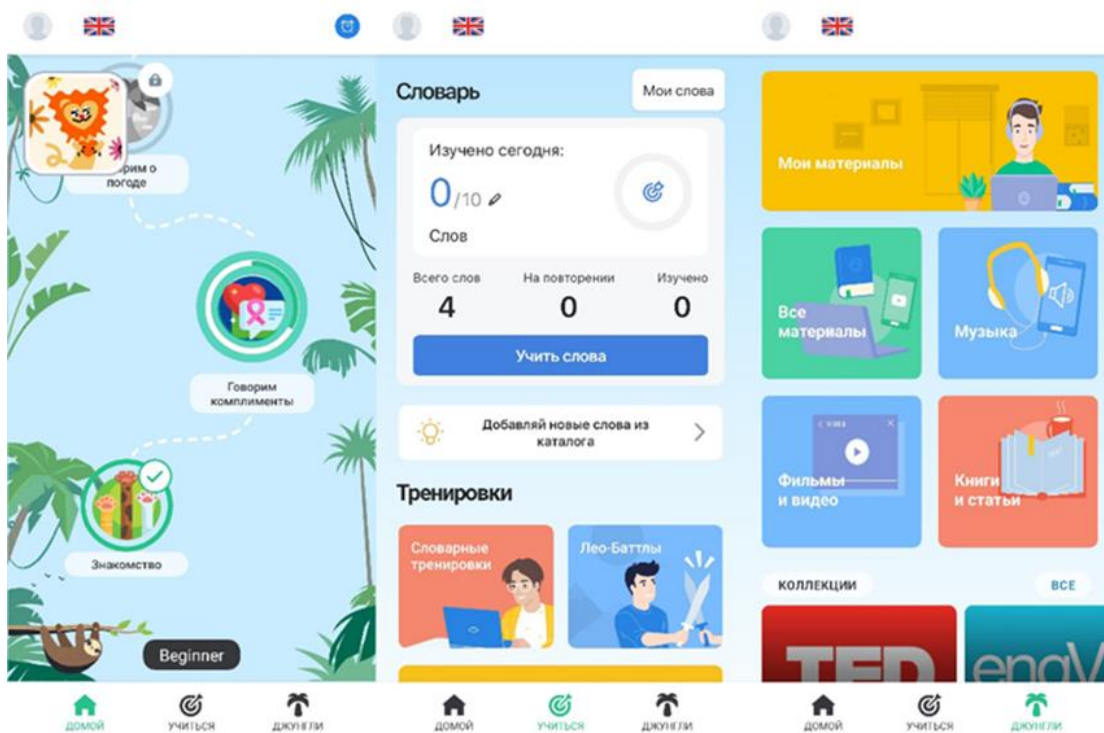 погоде
Говорим
комплименты
Знакомство
Beginner
ДОМОЙ
УЧИТЬСЯ
ДЖУНГЛИ
Словарь
Мои слова
Изучено сегодня:
0/10
Слов
Всего слов
На повторении
Изучено
4
0
0
Учить слова
Добавляй новые слова из
каталога
Тренировки
Словарные
тренировки
Лео-Баттлы
ДОМОЙ
УЧИТЬСЯ
ДЖУНГЛИ
Мои материалы
Все
материалы
Музыка
Фильмы
и видео
Книги
и статьи
КОЛЛЕКЦИИ
ВСЕ
TED
engV
ДОМОЙ
УЧИТЬСЯ
ДЖУНГЛИ